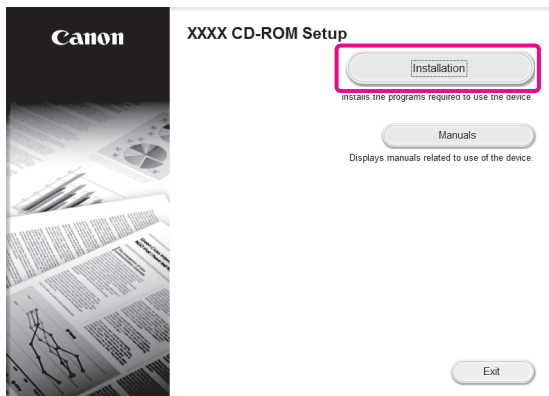 Canon
XXXX CD-ROM Setup
Installation
Installs the programs required to use the device.
Manuals
Displays manuals related to use of the device.
Exit